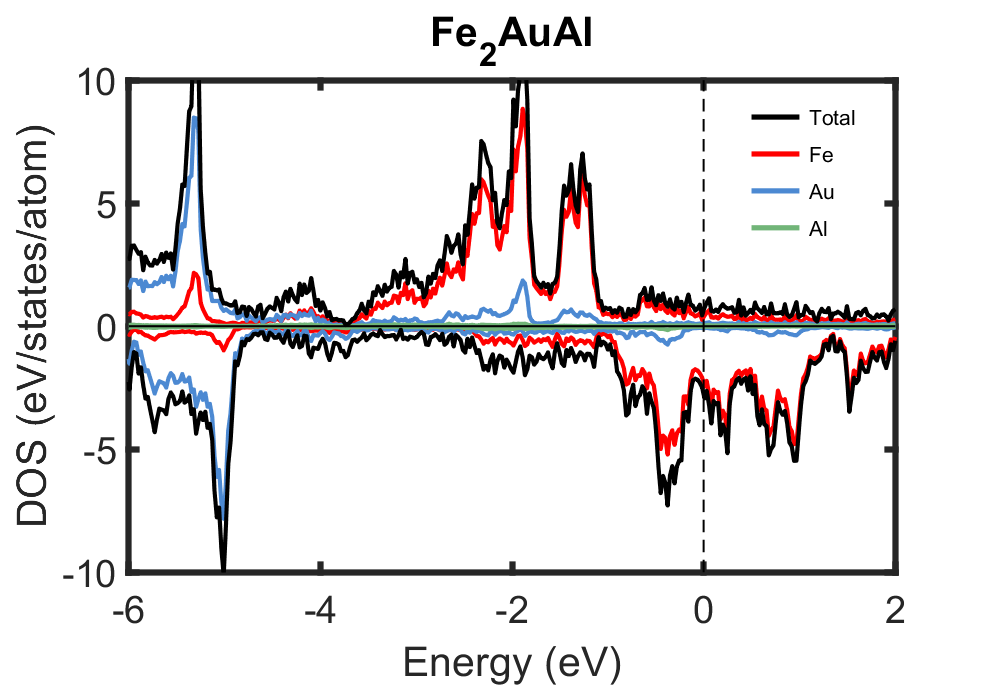 Fe₂AuAl
10
5
0
-5
-10
DOS (eV/states/atom)
Total
Fe
Au
Al
-6 -4 -2 0 2
Energy (eV)